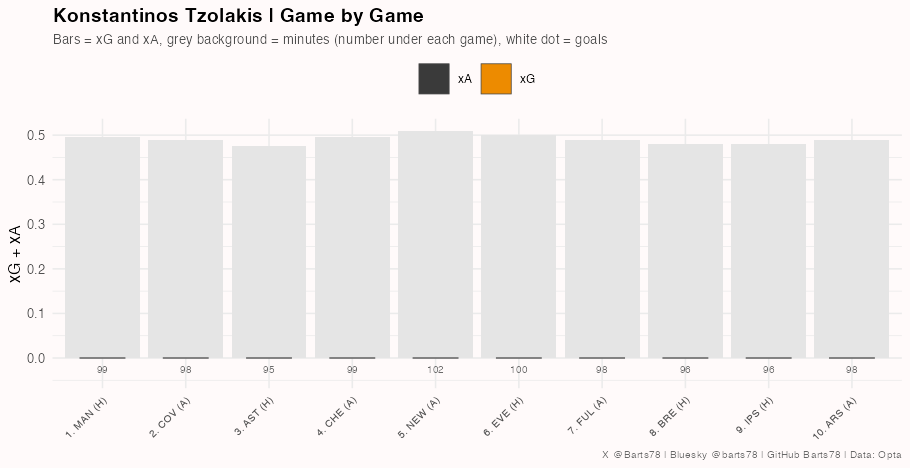 Konstantinos Tzolakis | Game by Game
Bars = xG and xA, grey background = minutes (number under each game), white dot = goals
xA xG
xG + xA
0.5
0.4
0.3
0.2
0.1
0.0
99 98 95 99 102 100 98 96 96 98
1. MAN (H) 2. COV (A) 3. AST (H) 4. CHE (A) 5. NEW (A) 6. EVE (H) 7. FUL (A) 8. BRE (H) 9. IPS (H) 10. ARS (A)
X @Barts78 | Bluesky @barts78 | GitHub Barts78 | Data: Opta